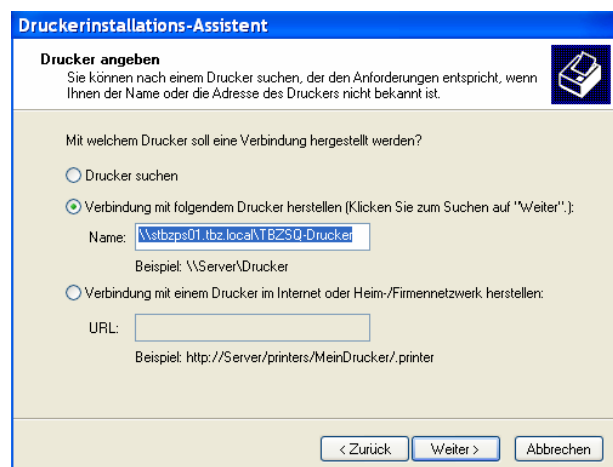 Druckerinstallations-Assistent
Drucker angeben
Sie können nach einem Drucker suchen, der den Anforderungen entspricht, wenn
Ihnen der Name oder die Adresse des Druckers nicht bekannt ist.
Mit welchem Drucker soll eine Verbindung hergestellt werden?
Drucker suchen
Verbindung mit folgendem Drucker herstellen (Klicken Sie zum Suchen auf "Weiter".):
Name: \\stbzps01.tbz.local\TBZSQ-Drucker
Beispiel: \\Server\Drucker
Verbindung mit einem Drucker im Internet oder Heim-/Firmennetzwerk herstellen:
URL:
Beispiel: http://Server/printers/MeinDrucker/.printer
< Zurück Weiter > Abbrechen